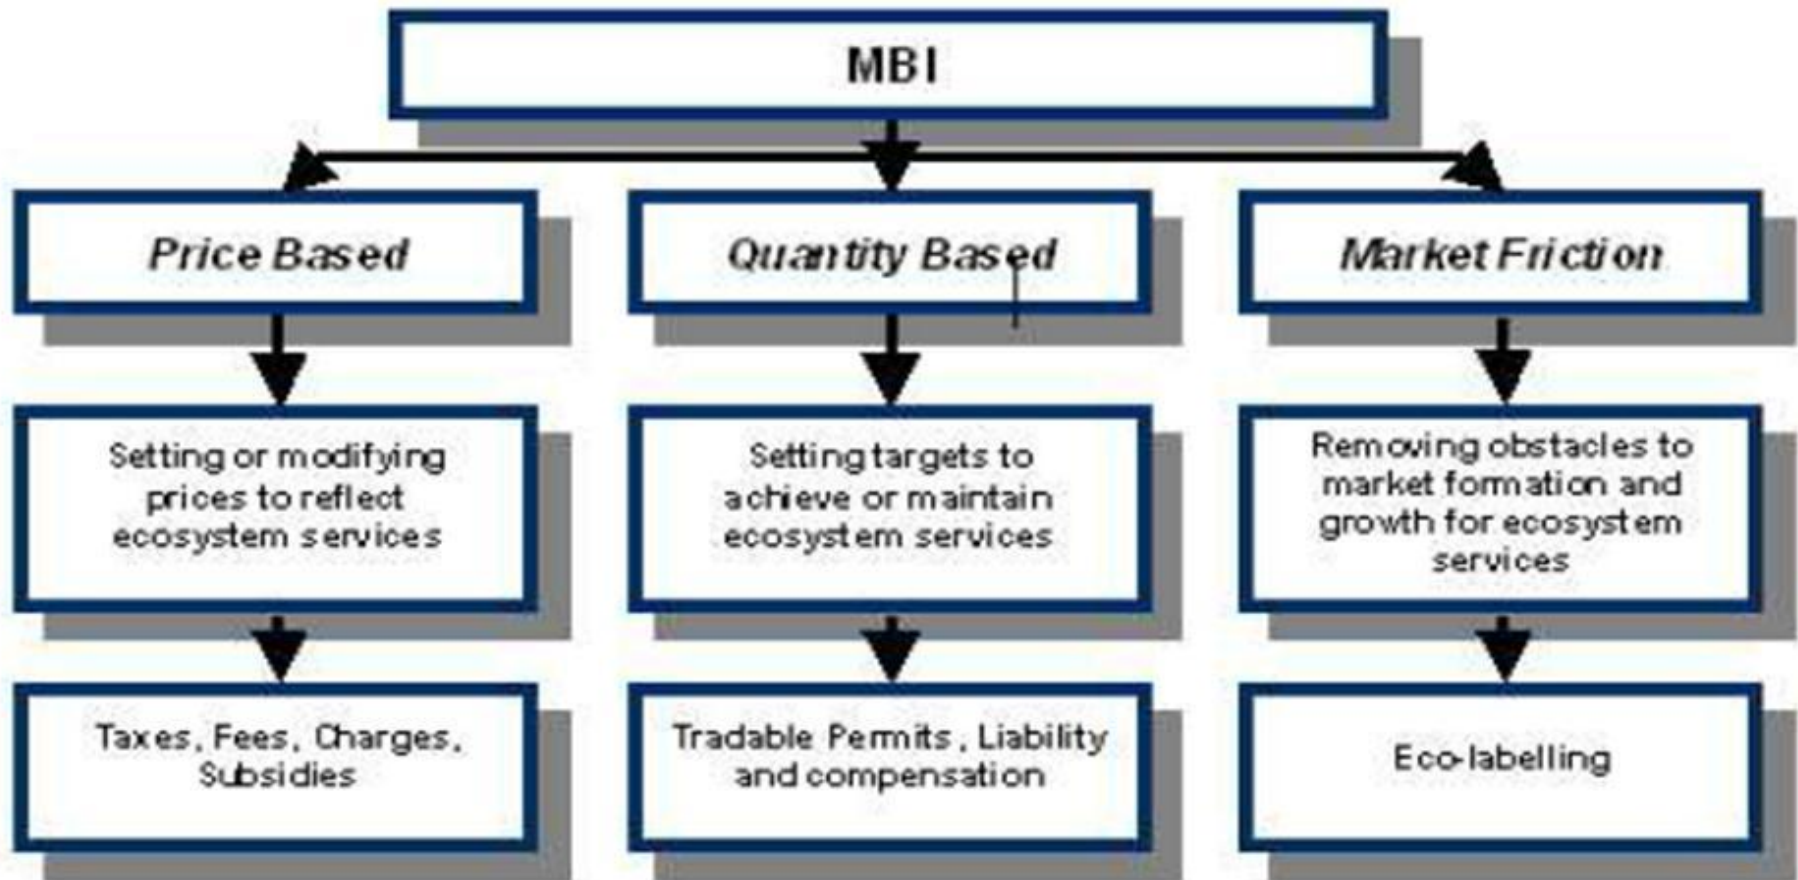 MBI
Price Based
Quantity Based
Market Friction
Setting or modifying
prices to reflect
ecosystem services
Setting targets to
achieve or maintain
ecosystem services
Removing obstacles to
market formation and
growth for ecosystem
services
Taxes, Fees, Charges,
Subsidies
Tradable Permits, Liability
and compensation
Eco-labelling